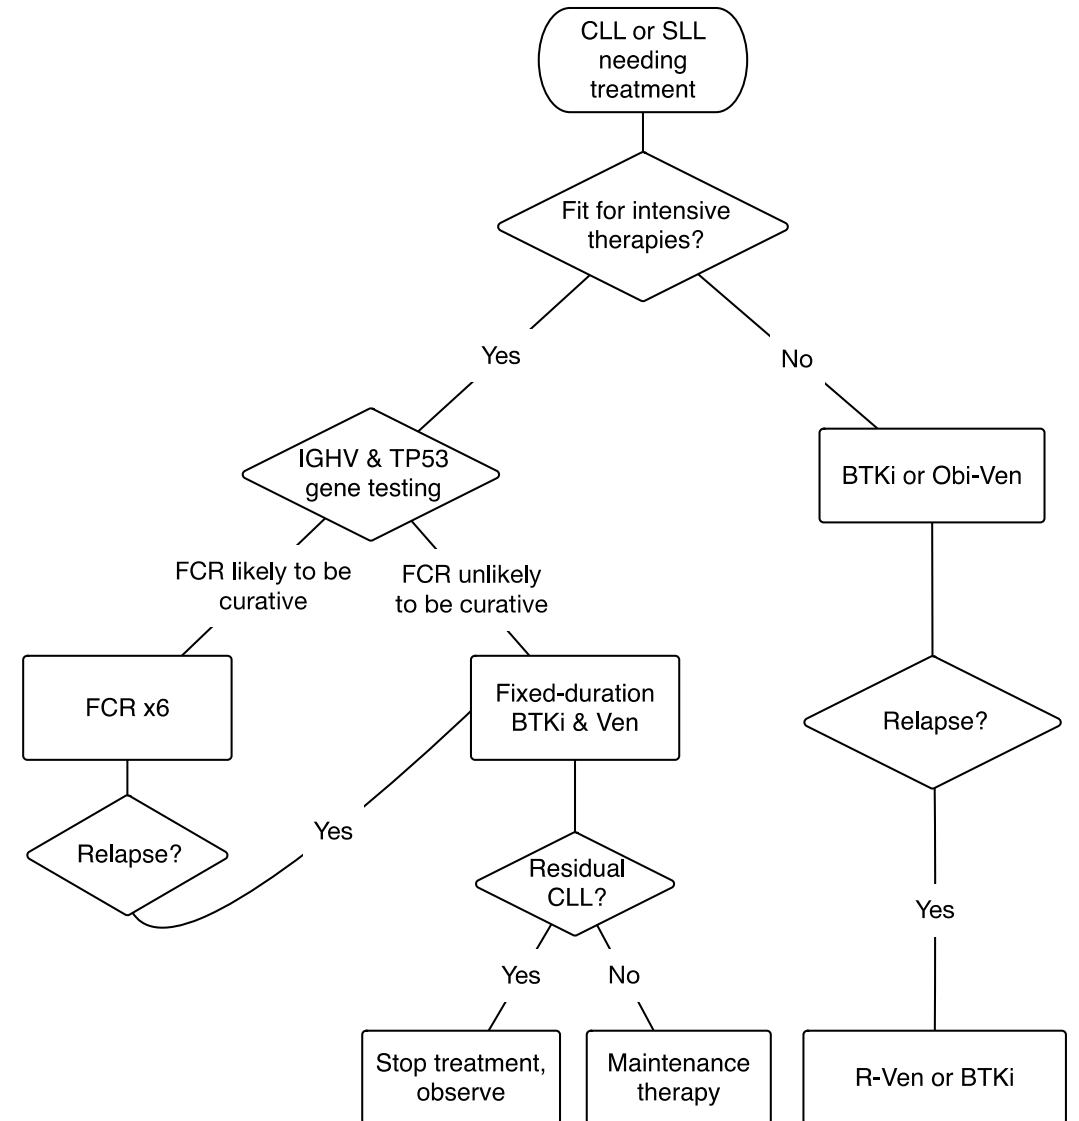 CLL or SLL
needing
treatment
Fit for intensive
therapies?
Yes
No
IGHV & TP53
gene testing
BTKi or Obi-Ven
FCR likely to be
curative
FCR unlikely
to be curative
FCR x6
Fixed-duration
BTKi & Ven
Relapse?
Relapse?
Yes
Residual
CLL?
Yes
Yes
No
Stop treatment,
observe
Maintenance
therapy
R-Ven or BTKi